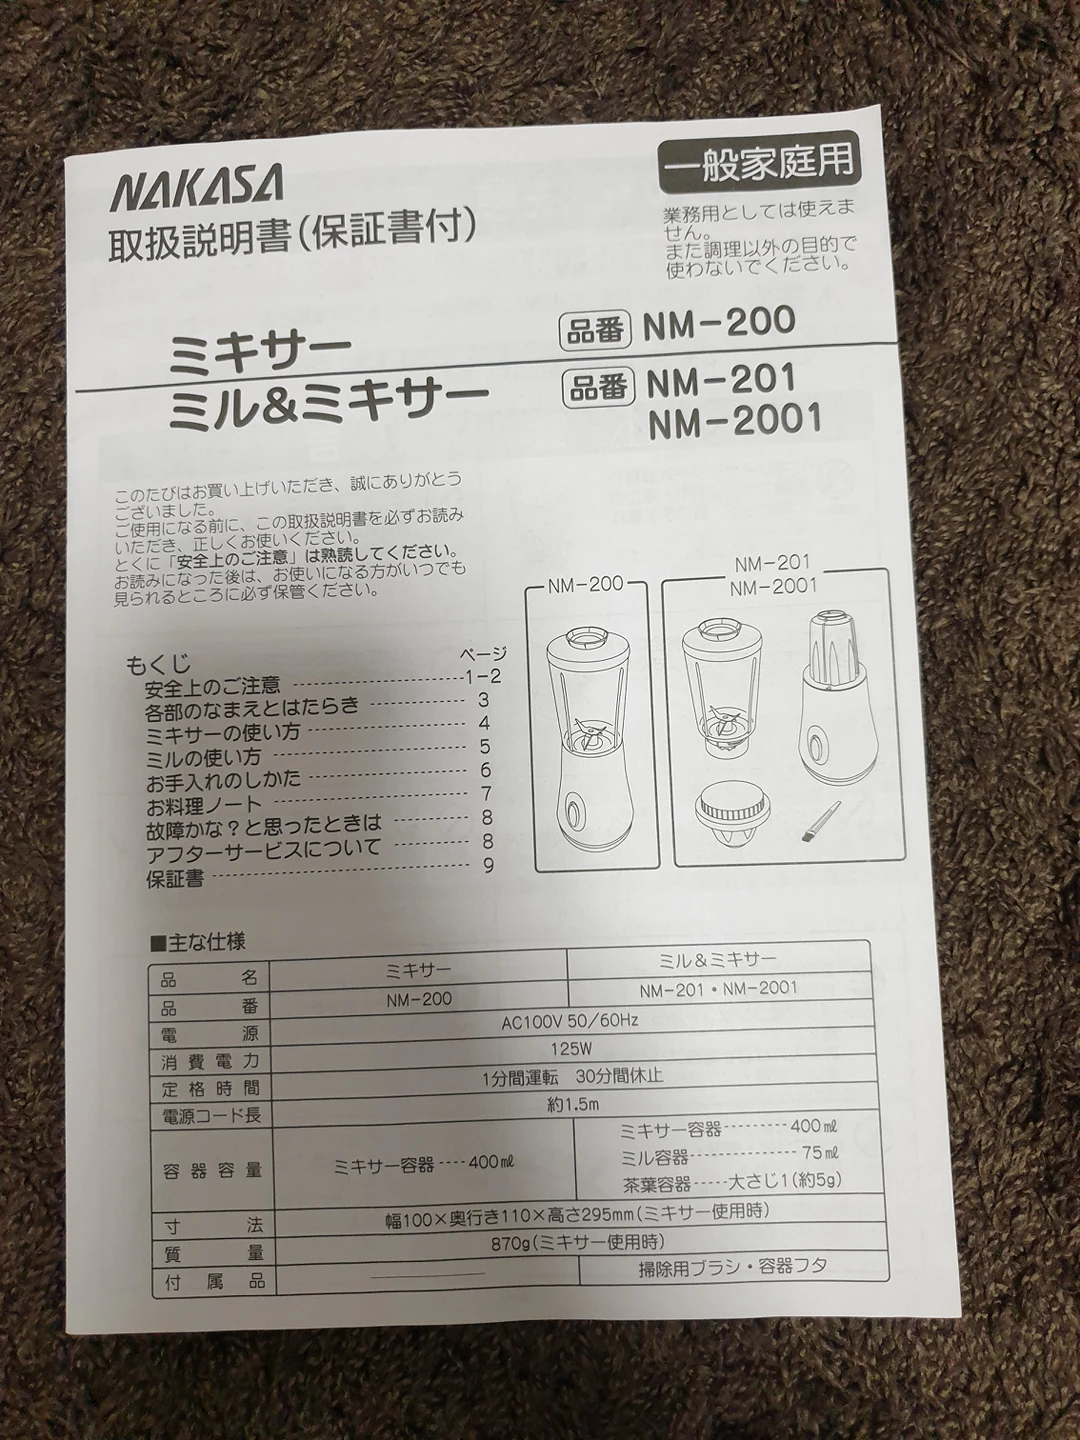 NAKASA
取扱説明書(保証書付)
一般家庭用
業務用としては使えま
せん。
また調理以外の目的で
使わないでください。
ミキサー 品番 NM-200
ミル&ミキサー 品番 NM-201
NM-2001
このたびはお買い上げいただき、誠にありがとう
ございました。
ご使用になる前に、この取扱説明書を必ずお読み
いただき、正しくお使いください。
とくに「安全上のご注意」は熟読してください。
お読みになった後は、お使いになる方がいつでも
見られるところに必ず保管ください。
NM-200
NM-201
NM-2001
もくじ ページ
安全上のご注意 1-2
各部のなまえとはたらき 3
ミキサーの使い方 4
ミルの使い方 5
お手入れのしかた 6
お料理ノート 7
故障かな?と思ったときは 8
アフターサービスについて 8
保証書 9
■主な仕様
品名 ミキサー ミル&ミキサー
品番 NM-200 NM-201・NM-2001
電源 AC100V 50/60Hz
消費電力 125W
定格時間 1分間運転 30分間休止
電源コード長 約1.5m
容器容量 ミキサー容器----400㎖ ミキサー容器---------400㎖
ミル容器--------------75㎖
茶葉容器-----大さじ1(約5g)
寸法 幅100×奥行き110×高さ295mm(ミキサー使用時)
質量 870g(ミキサー使用時)
付属品 掃除用ブラシ・容器フタ